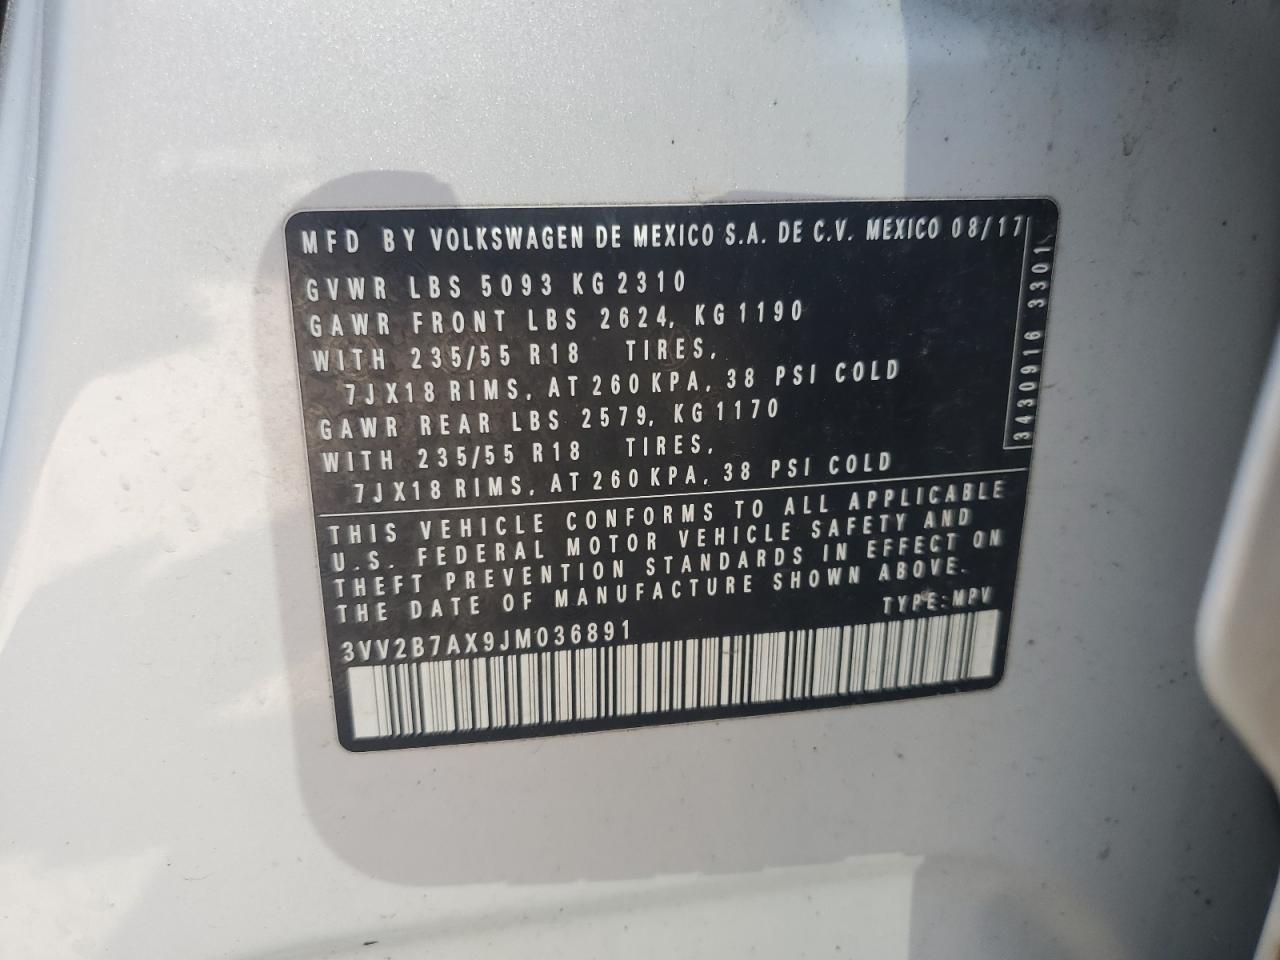 MFD BY VOLKSWAGEN DE MEXICO S.A. DE C.V. MEXICO 08/17
GVWR LBS 5093 KG 2310
GAWR FRONT LBS 2624, KG 1190
WITH 235/55 R18 TIRES,
7JX18 RIMS, AT 260 KPA, 38 PSI COLD
GAWR REAR LBS 2579, KG 1170
WITH 235/55 R18 TIRES,
7JX18 RIMS, AT 260 KPA, 38 PSI COLD
3430916 3301
THIS VEHICLE CONFORMS TO ALL APPLICABLE
U.S. FEDERAL MOTOR VEHICLE SAFETY AND
THEFT PREVENTION STANDARDS IN EFFECT ON
THE DATE OF MANUFACTURE SHOWN ABOVE.
TYPE: MPV
3VV2B7AX9JM036891